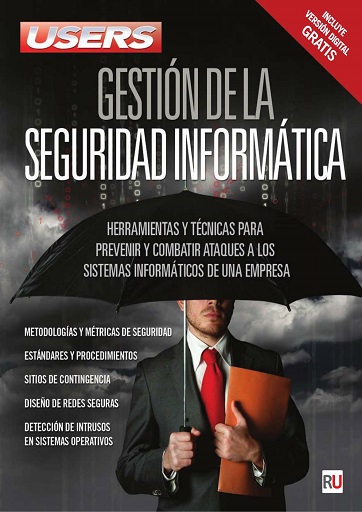 USERS
INCLUYE
VERSIÓN DIGITAL
GRATIS
GESTIÓN DE LA
SEGURIDAD INFORMÁTICA
HERRAMIENTAS Y TÉCNICAS PARA
PREVENIR Y COMBATIR ATAQUES A LOS
SISTEMAS INFORMÁTICOS DE UNA EMPRESA
METODOLOGÍAS Y MÉTRICAS DE SEGURIDAD
ESTÁNDARES Y PROCEDIMIENTOS
SITIOS DE CONTINGENCIA
DISEÑO DE REDES SEGURAS
DETECCIÓN DE INTRUSOS
EN SISTEMAS OPERATIVOS
RU